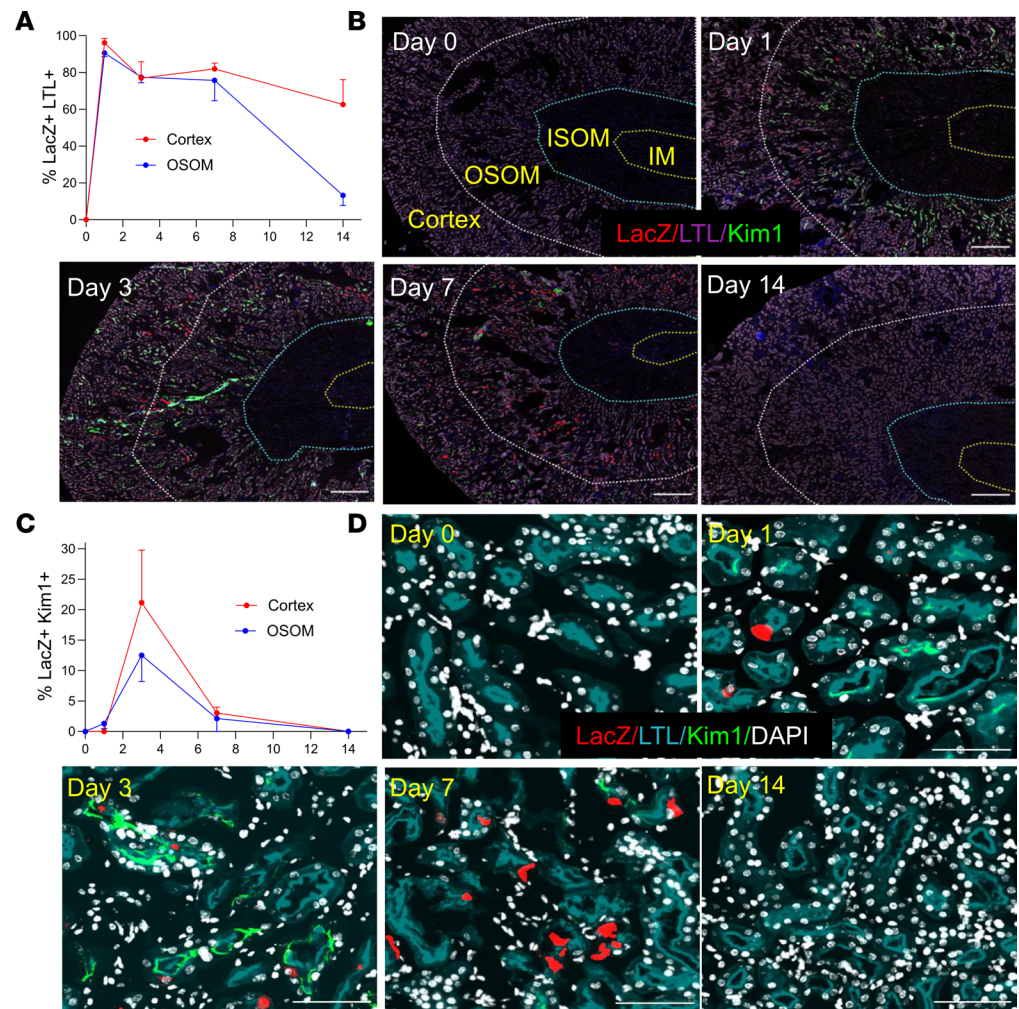 A
% LacZ+ LTL+
100
80
60
40
20
0
0 2 4 6 8 10 12 14
Cortex
OSOM
B
Day 0
ISOM
IM
OSOM
Cortex
Day 1
LacZ/LTL/Kim1
Day 3
Day 7
Day 14
C
% LacZ+ Kim1+
30
25
20
15
10
5
0
0 2 4 6 8 10 12 14
Cortex
OSOM
D
Day 0
Day 1
LacZ/LTL/Kim1/DAPI
Day 3
Day 7
Day 14